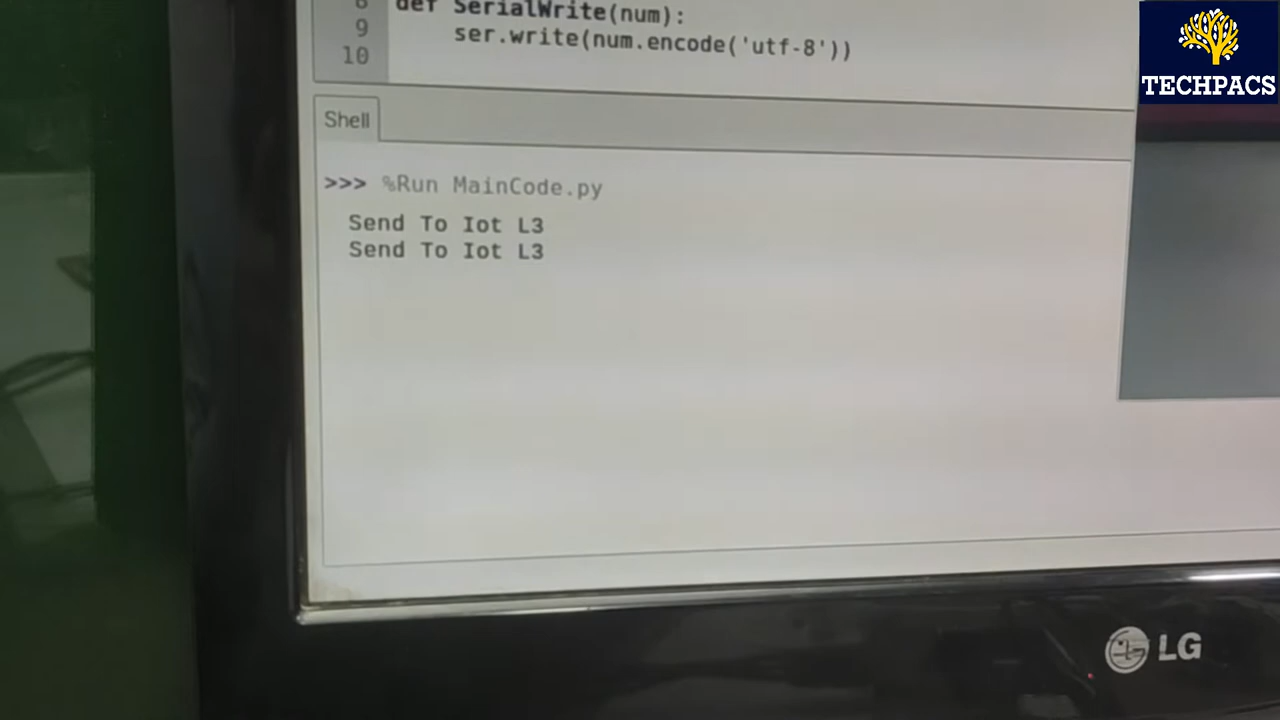 8 def SerialWrite(num):
9 ser.write(num.encode('utf-8'))
10
TECHPACS
Shell
>>> %Run MainCode.py
Send To Iot L3
Send To Iot L3
LG